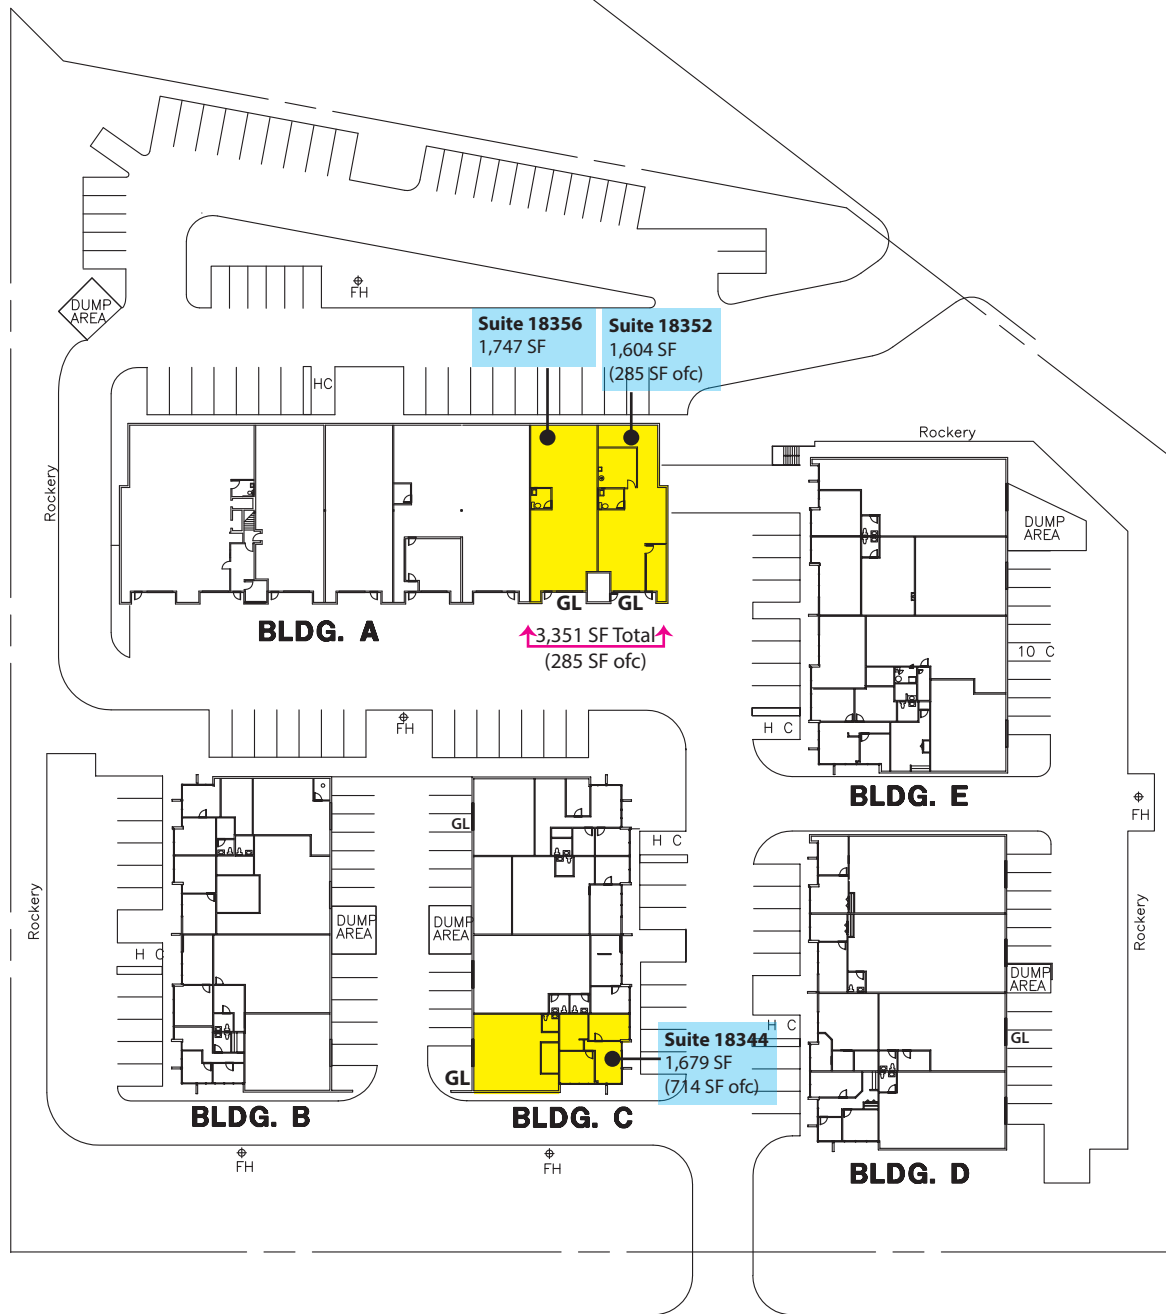 DUMP
AREA
FH
Suite 18356
1,747 SF
Suite 18352
1,604 SF
(285 SF ofc)
HC
Rockery
Rockery
DUMP
AREA
GL
GL
BLDG. A
3,351 SF Total
(285 SF ofc)
10 C
FH
H C
BLDG. E
FH
GL
H C
Rockery
DUMP
AREA
DUMP
AREA
Rockery
H C
DUMP
AREA
H C
GL
Suite 18344
1,679 SF
(714 SF ofc)
GL
BLDG. B
BLDG. C
FH
FH
BLDG. D